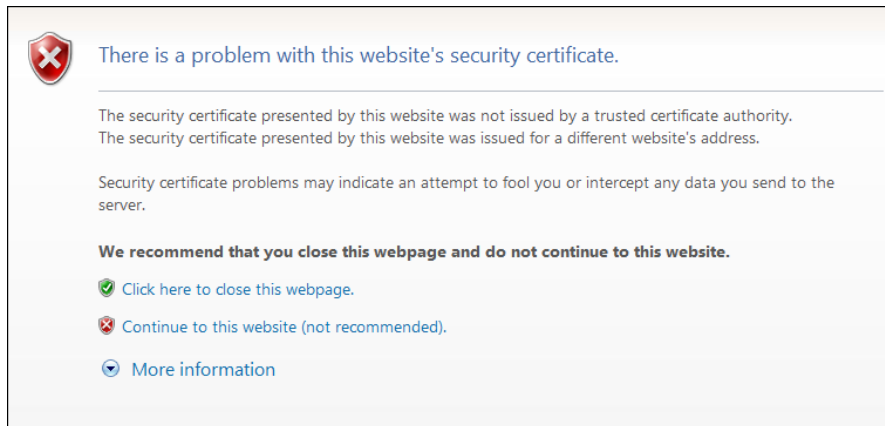 There is a problem with this website's security certificate.
The security certificate presented by this website was not issued by a trusted certificate authority.
The security certificate presented by this website was issued for a different website's address.
Security certificate problems may indicate an attempt to fool you or intercept any data you send to the
server.
We recommend that you close this webpage and do not continue to this website.
Click here to close this webpage.
Continue to this website (not recommended).
More information